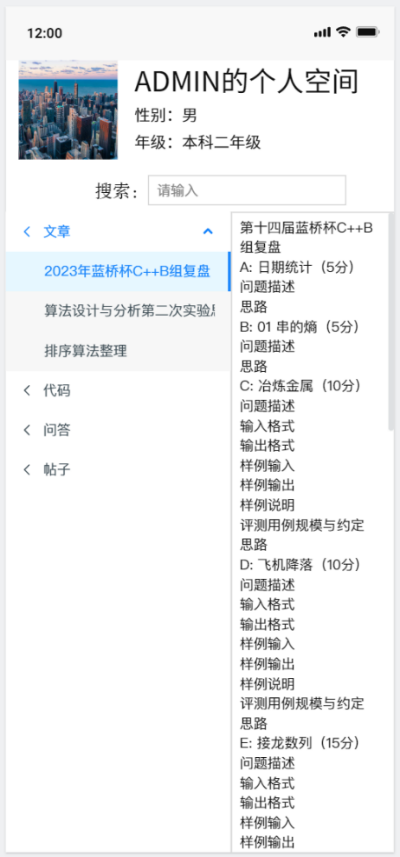 12:00
ADMIN的个人空间
性别：男
年级：本科二年级
搜索：
请输入
文章
2023年蓝桥杯C++B组复盘
算法设计与分析第二次实验
排序算法整理
代码
问答
帖子
第十四届蓝桥杯C++B
组复盘
A: 日期统计（5分）
问题描述
思路
B: 01 串的熵（5分）
问题描述
思路
C: 冶炼金属（10分）
问题描述
输入格式
输出格式
样例输入
样例输出
样例说明
评测用例规模与约定
思路
D: 飞机降落（10分）
问题描述
输入格式
输出格式
样例输入
样例输出
样例说明
评测用例规模与约定
思路
E: 接龙数列（15分）
问题描述
输入格式
输出格式
样例输入
样例输出